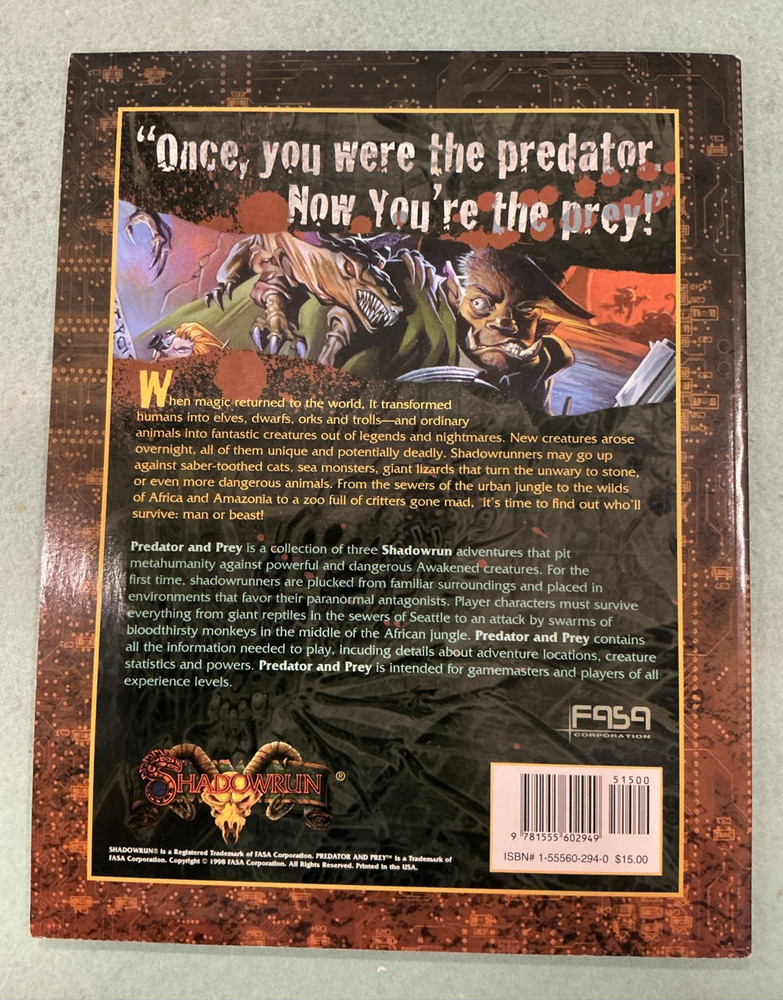 “Once, you were the predator
Now You're the prey!”
When magic returned to the world, it transformed
humans into elves, dwarfs, orks and trolls—and ordinary
animals into fantastic creatures out of legends and nightmares. New creatures arose
overnight, all of them unique and potentially deadly. Shadowrunners may go up
against saber-toothed cats, sea monsters, giant lizards that turn the unwary to stone,
or even more dangerous animals. From the sewers of the urban jungle to the wilds
of Africa and Amazonia to a zoo full of critters gone mad, it's time to find out who'll
survive: man or beast!
Predator and Prey is a collection of three Shadowrun adventures that pit
metahumanity against powerful and dangerous Awakened creatures. For the
first time, shadowrunners are plucked from familiar surroundings and placed in
environments that favor their paranormal antagonists. Player characters must survive
everything from giant reptiles in the sewers of Seattle to an attack by swarms of
bloodthirsty monkeys in the middle of the African jungle. Predator and Prey contains
all the information needed to play, incuding details about adventure locations, creature
statistics and powers. Predator and Prey is intended for gamemasters and players of all
experience levels.
FASA
CORPORATION
SHADOWRUN®
51500
9 781555 602949
ISBN# 1-55560-294-0 $15.00
SHADOWRUN® is a Registered Trademark of FASA Corporation. PREDATOR AND PREY™ is a Trademark of
FASA Corporation. Copyright © 1998 FASA Corporation. All Rights Reserved. Printed in the USA.